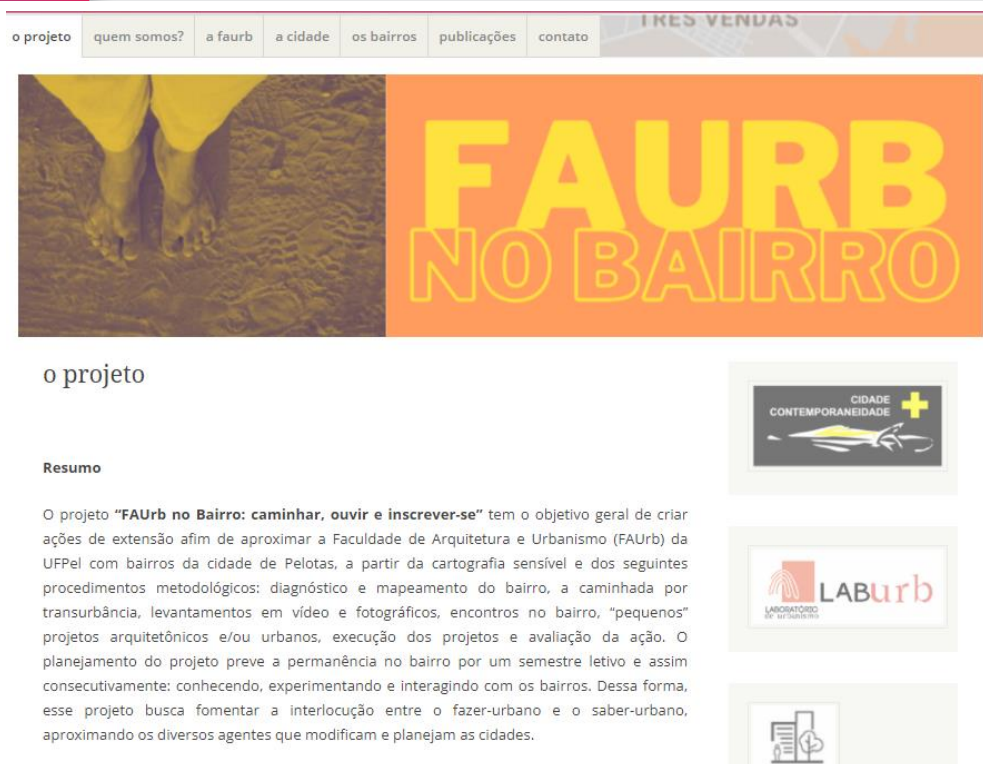 TRES VENDAS
o projeto quem somos? a faurb a cidade os bairros publicações contato
FAURB
NO BAIRRO
o projeto
CIDADE
CONTEMPORANEIDADE
Resumo
O projeto “FAUrb no Bairro: caminhar, ouvir e inscrever-se” tem o objetivo geral de criar
ações de extensão afim de aproximar a Faculdade de Arquitetura e Urbanismo (FAUrb) da
UFPel com bairros da cidade de Pelotas, a partir da cartografia sensível e dos seguintes
procedimentos metodológicos: diagnóstico e mapeamento do bairro, a caminhada por
transurbância, levantamentos em vídeo e fotográficos, encontros no bairro, “pequenos”
projetos arquitetônicos e/ou urbanos, execução dos projetos e avaliação da ação. O
planejamento do projeto preve a permanência no bairro por um semestre letivo e assim
consecutivamente: conhecendo, experimentando e interagindo com os bairros. Dessa forma,
esse projeto busca fomentar a interlocução entre o fazer-urbano e o saber-urbano,
aproximando os diversos agentes que modificam e planejam as cidades.
LABurb
LABORATÓRIO
de urbanismo